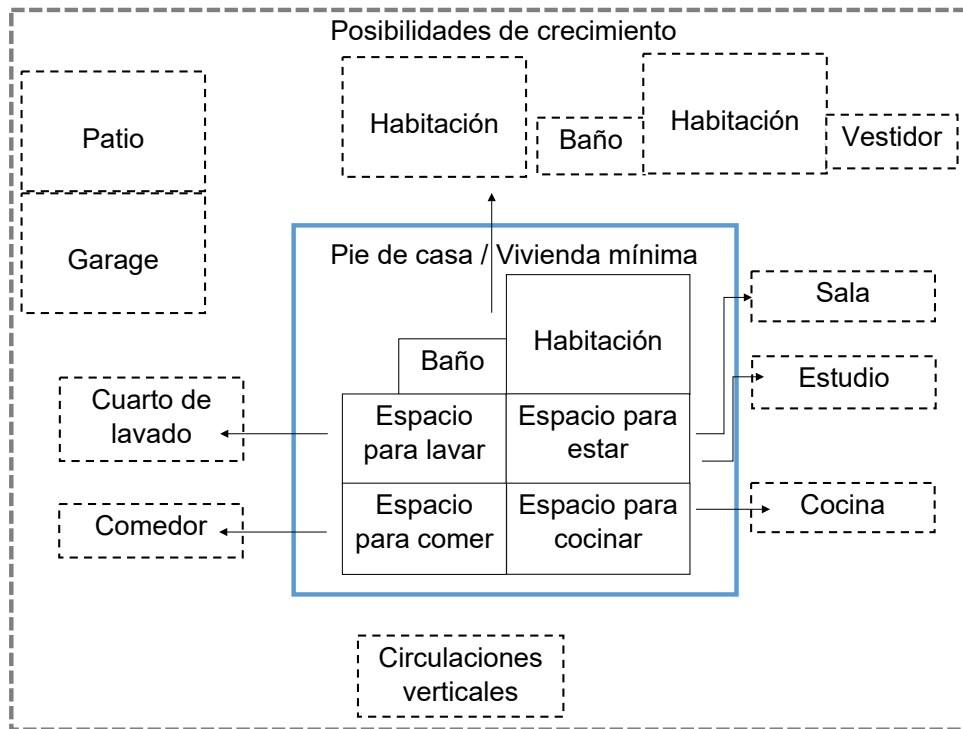 Posibilidades de crecimiento
Patio
Habitación
Baño
Habitación
Vestidor
Garage
Pie de casa / Vivienda mínima
Sala
Habitación
Baño
Estudio
Cuarto de
lavado
Espacio
para lavar
Espacio para
estar
Comedor
Espacio
para comer
Espacio para
cocinar
Cocina
Circulaciones
verticales